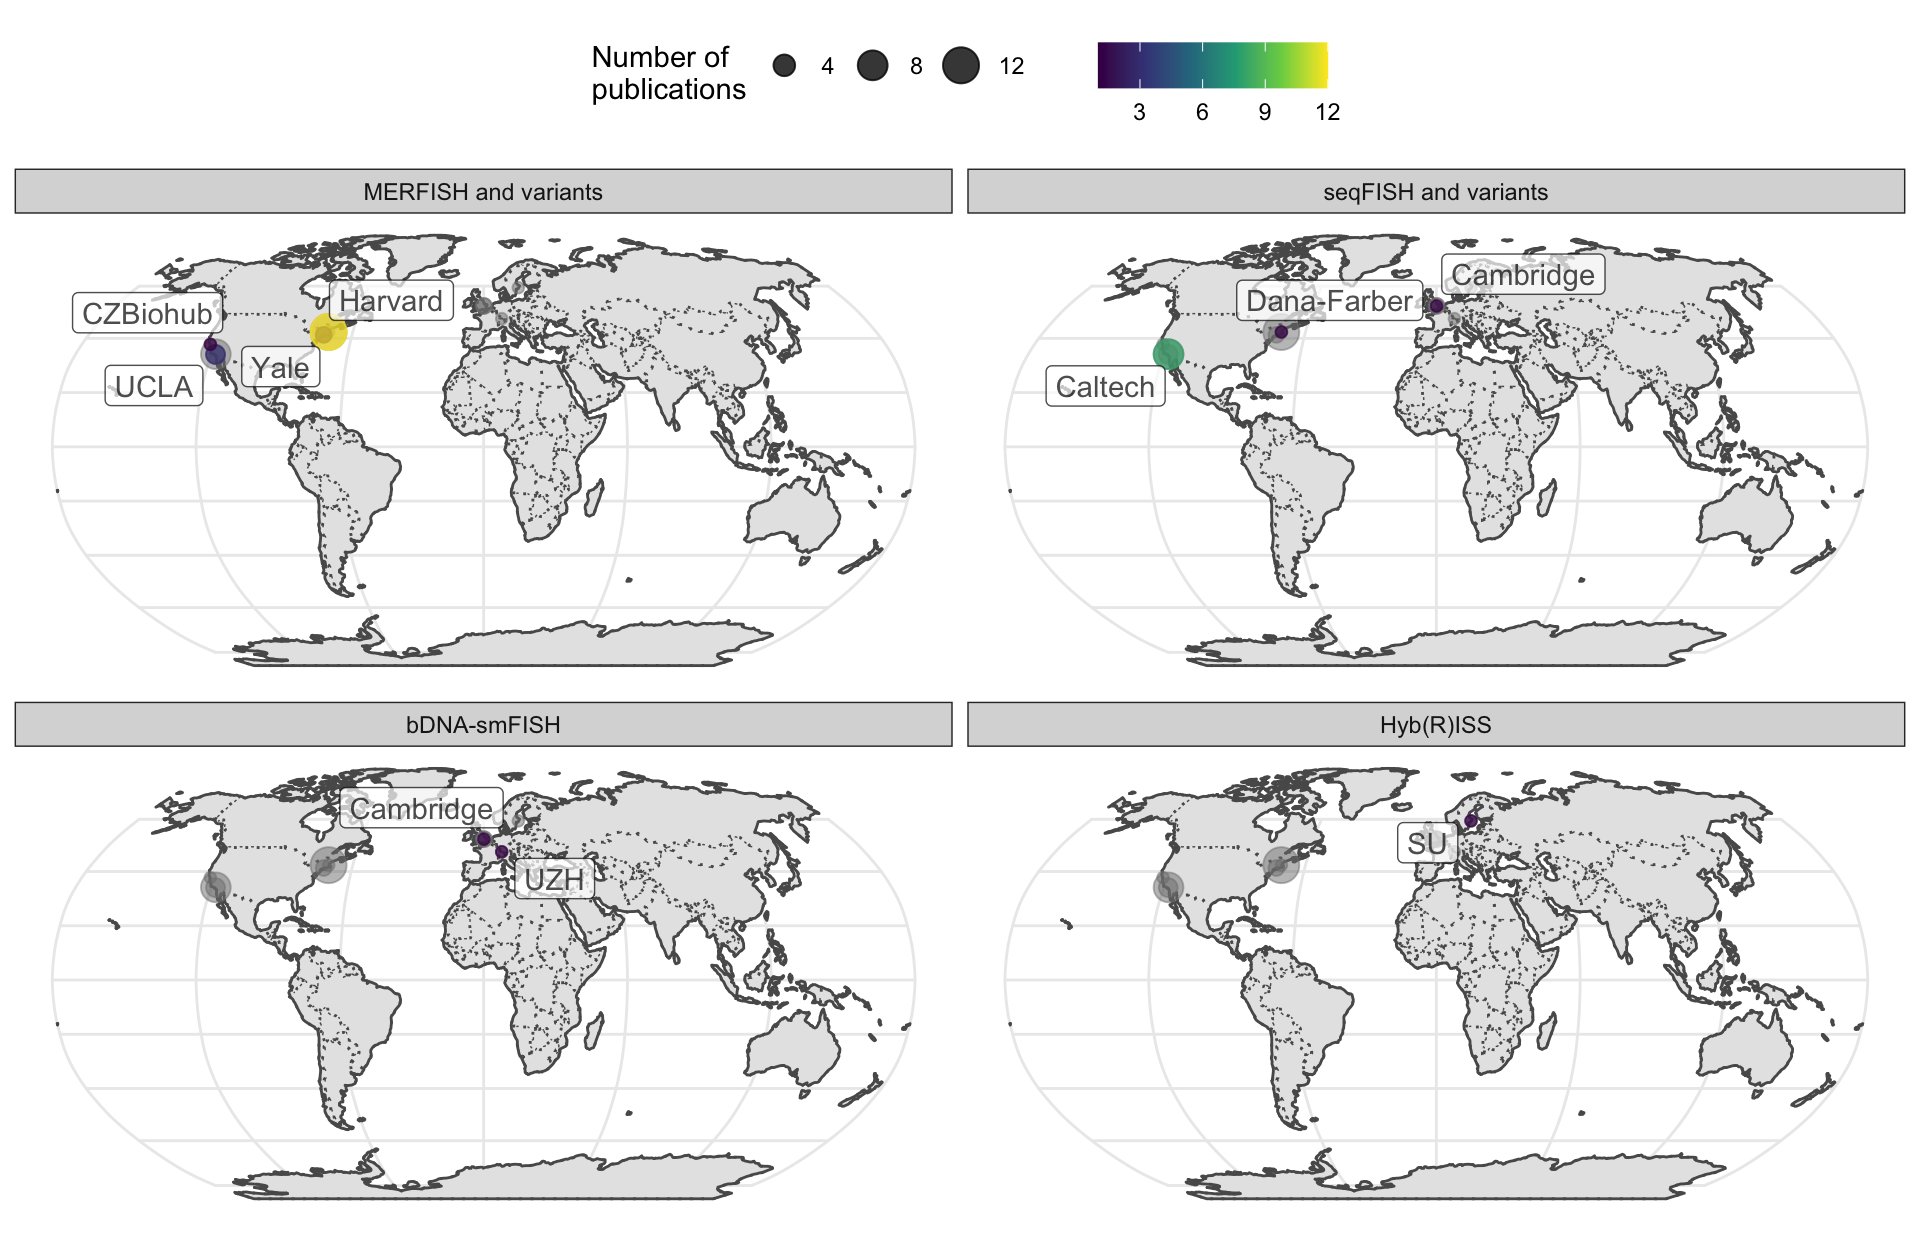 Number of
publications
4
8
12
3
6
9
12
MERFISH and variants
seqFISH and variants
CZBiohub
Harvard
Yale
UCLA
Cambridge
Dana-Farber
Caltech
bDNA-smFISH
Hyb(R)ISS
Cambridge
UZH
SU